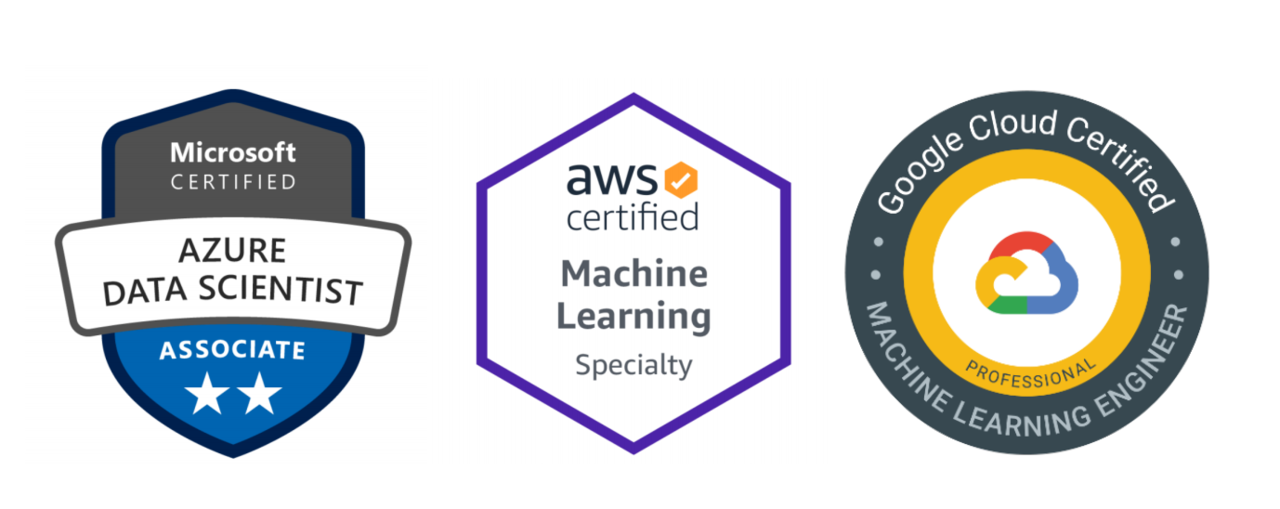 Microsoft
CERTIFIED
AZURE
DATA SCIENTIST
ASSOCIATE
aws
certified
Machine
Learning
Specialty
Google Cloud Certified
PROFESSIONAL
MACHINE LEARNING ENGINEER